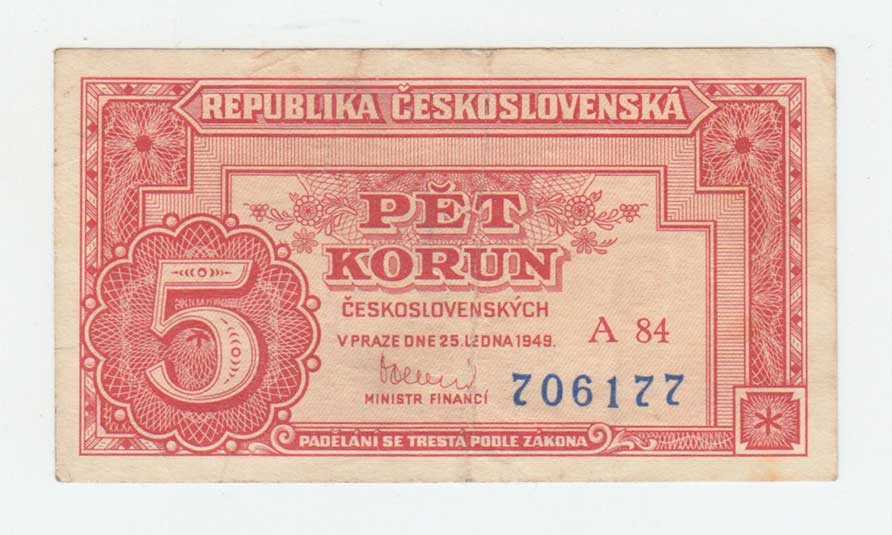 REPUBLIKA ČESKOSLOVENSKÁ
PĚT
KORUN
ČESKOSLOVENSKÝCH
V PRAZE DNE 25. LEDNA 1949.
A 84
MINISTR FINANCÍ
706177
5
PADĚLÁNÍ SE TRESTÁ PODLE ZÁKONA